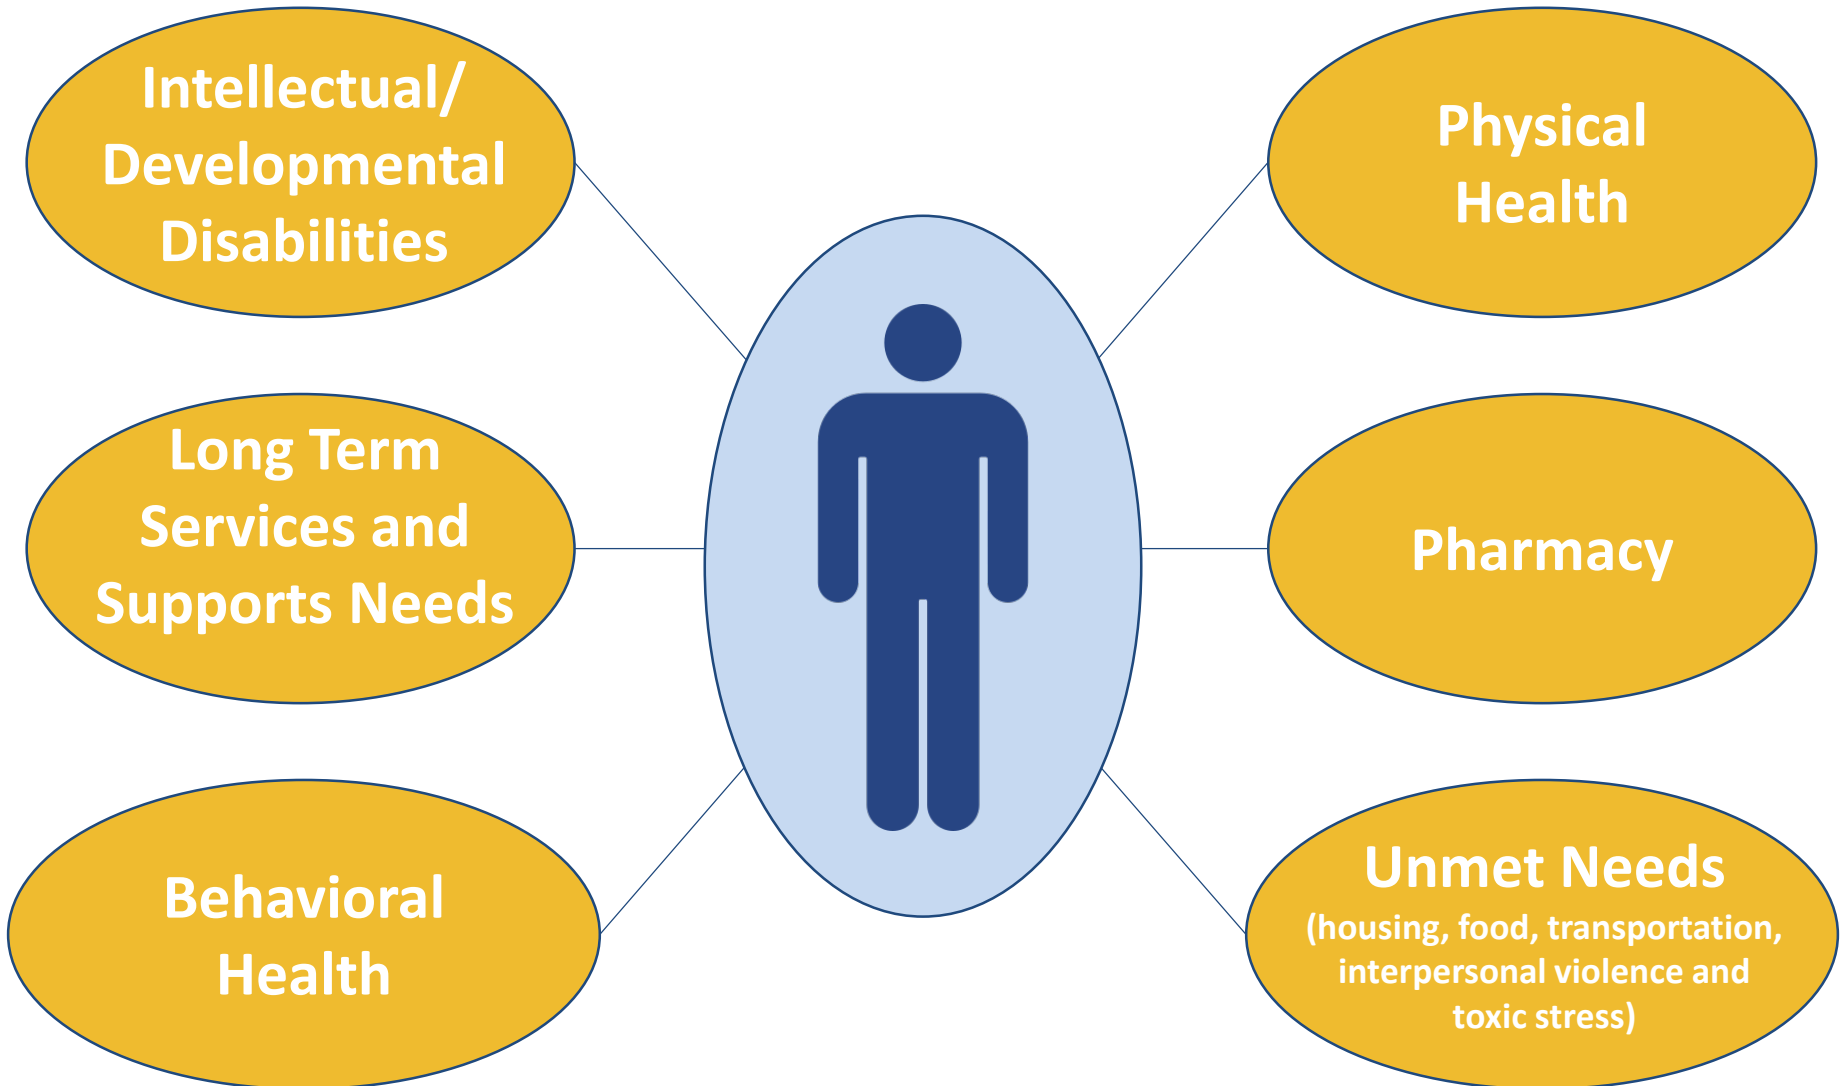 Intellectual/
Developmental
Disabilities
Long Term
Services and
Supports Needs
Behavioral
Health
Physical
Health
Pharmacy
Unmet Needs
(housing, food, transportation,
interpersonal violence and
toxic stress)